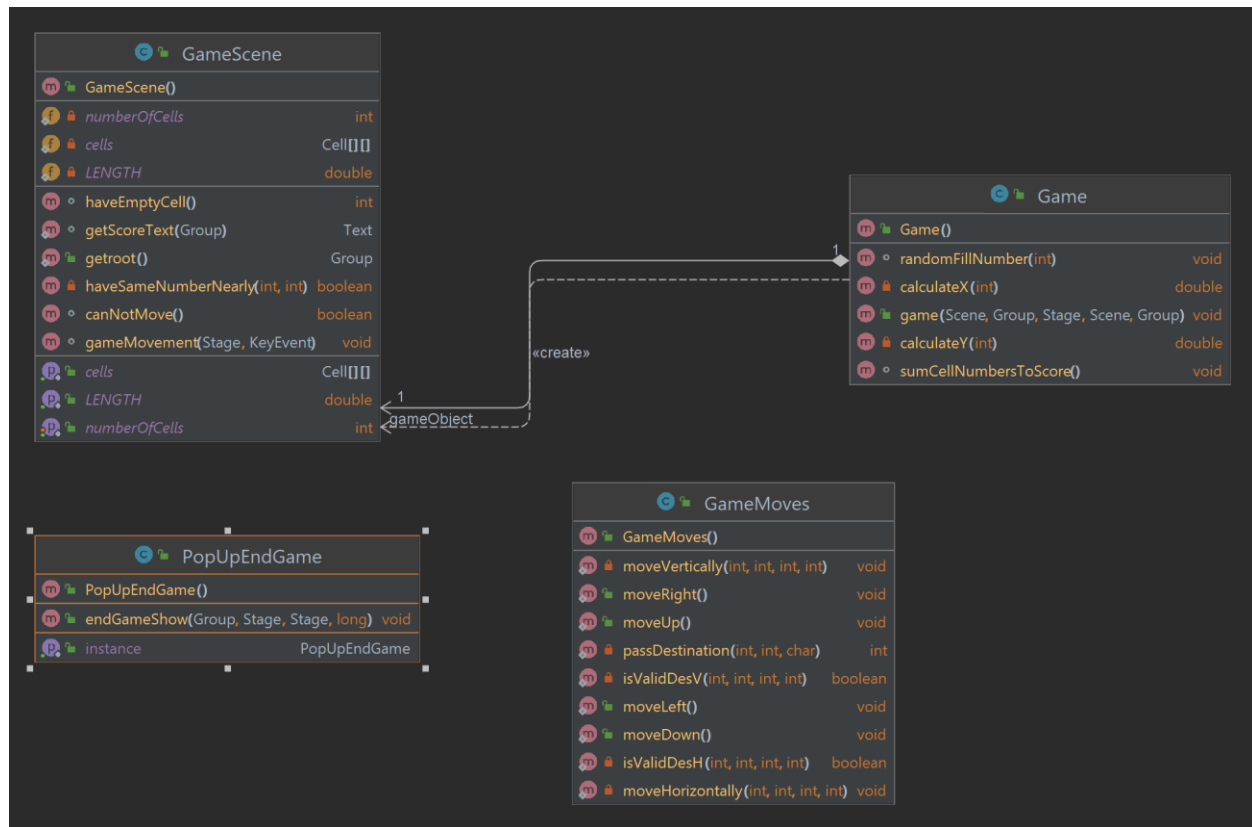 GameScene
GameScene()
numberOfCells int
cells Cell[][]
LENGTH double
haveEmptyCell() int
getScoreText(Group) Text
getroot() Group
haveSameNumberNearly(int, int) boolean
canNotMove() boolean
gameMovement(Stage, KeyEvent) void
cells Cell[][]
LENGTH double
numberOfCells int
Game
Game()
randomFillNumber(int) void
calculateX(int) double
game(Scene, Group, Stage, Scene, Group) void
calculateY(int) double
sumCellNumbersToScore() void
1
«create»
1
gameObject
PopUpEndGame
PopUpEndGame()
endGameShow(Group, Stage, Stage, long) void
instance PopUpEndGame
GameMoves
GameMoves()
moveVertically(int, int, int, int) void
moveRight() void
moveUp() void
passDestination(int, int, char) int
isValidDesV(int, int, int, int) boolean
moveLeft() void
moveDown() void
isValidDesH(int, int, int, int) boolean
moveHorizontally(int, int, int, int) void